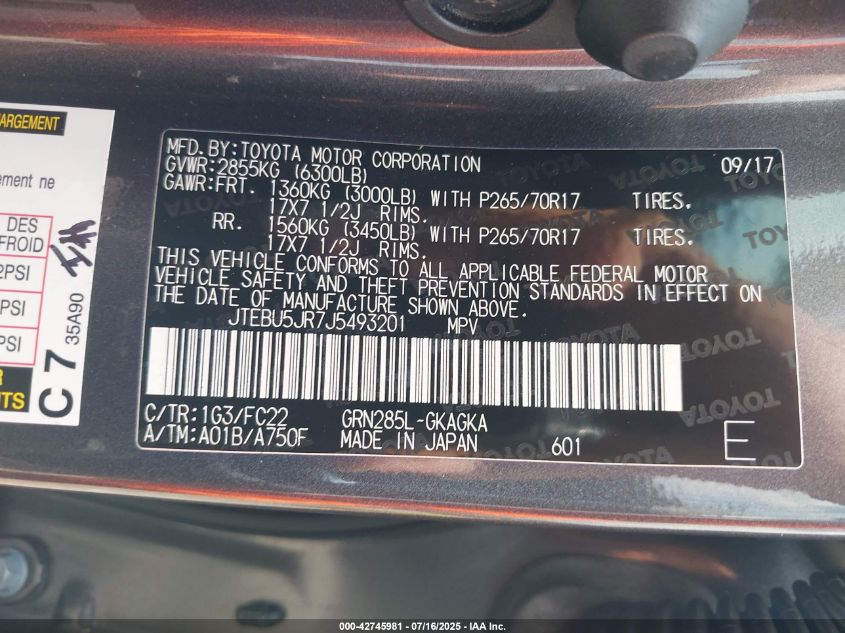 ARGEMENT
ement ne
DES
FROID
2PSI
PSI
PSI
R
NTS
C 7
35A90
MFD.BY:TOYOTA MOTOR CORPORATION 09/17
GVWR:2855KG (6300LB)
GAWR:FRT. 1360KG (3000LB) WITH P265/70R17 TIRES.
17X7 1/2J RIMS.
RR. 1560KG (3450LB) WITH P265/70R17 TIRES.
17X7 1/2J RIMS.
THIS VEHICLE CONFORMS TO ALL APPLICABLE FEDERAL MOTOR
VEHICLE SAFETY AND THEFT PREVENTION STANDARDS IN EFFECT ON
THE DATE OF MANUFACTURE SHOWN ABOVE.
JTEBU5JR7J5493201 MPV
C/TR:1G3/FC22 GRN285L-GKAGKA
A/TM:A01B/A750F MADE IN JAPAN 601
E
000-42745981 - 07/16/2025 - IAA Inc.